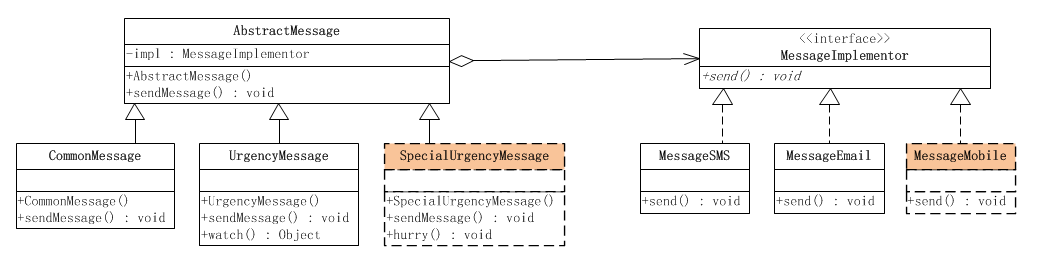 AbstractMessage
-impl : MessageImplementor
+AbstractMessage()
+sendMessage() : void
<<interface>>
MessageImplementor
+send() : void
CommonMessage
+CommonMessage()
+sendMessage() : void
UrgencyMessage
+UrgencyMessage()
+sendMessage() : void
+watch() : Object
SpecialUrgencyMessage
+SpecialUrgencyMessage()
+sendMessage() : void
+hurry() : void
MessageSMS
+send() : void
MessageEmail
+send() : void
MessageMobile
+send() : void